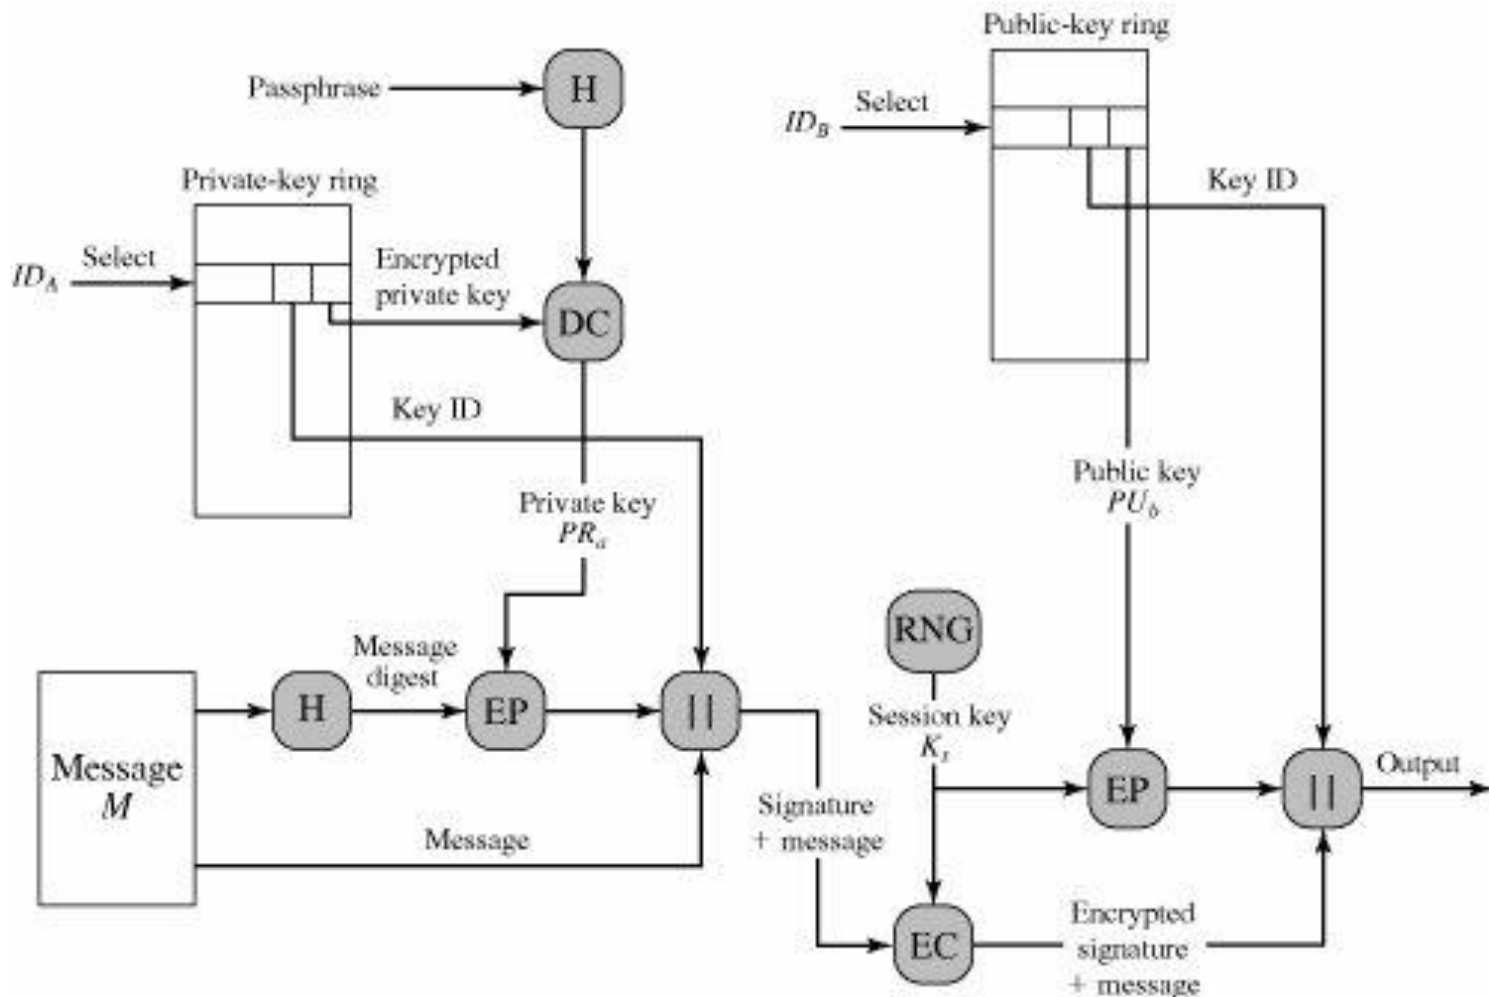 Public-key ring
Passphrase
H
ID_B
Select
Private-key ring
Key ID
ID_A
Select
Encrypted
private key
DC
Key ID
Public key
PU_b
Private key
PR_a
RNG
Message
digest
H
EP
||
Session key
K_s
Message
M
EP
||
Output
Signature
+ message
Message
EC
Encrypted
signature
+ message